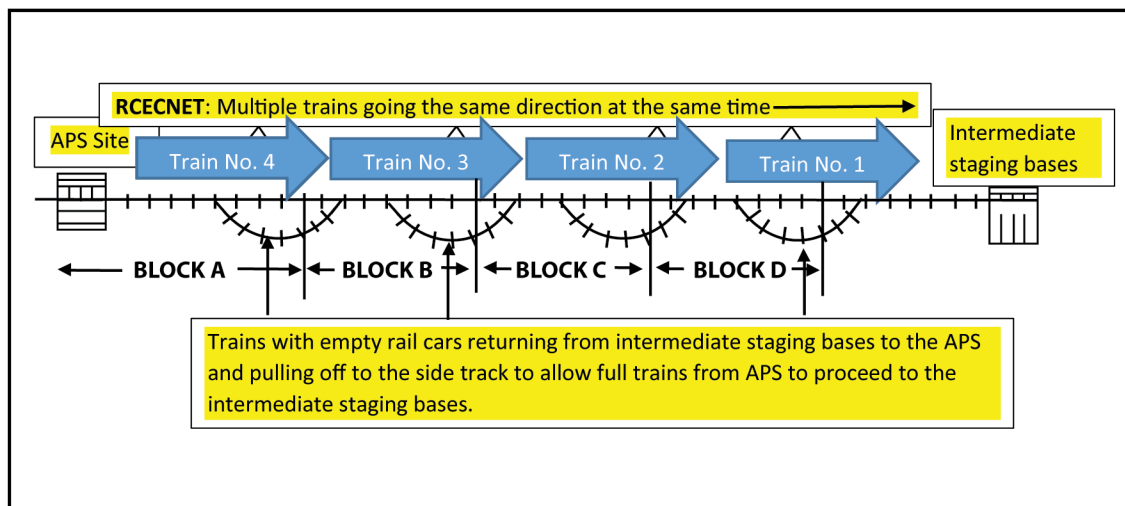 RCECNET: Multiple trains going the same direction at the same time
APS Site
Intermediate
staging bases
Train No. 4
Train No. 3
Train No. 2
Train No. 1
BLOCK A
BLOCK B
BLOCK C
BLOCK D
Trains with empty rail cars returning from intermediate staging bases to the APS
and pulling off to the side track to allow full trains from APS to proceed to the
intermediate staging bases.